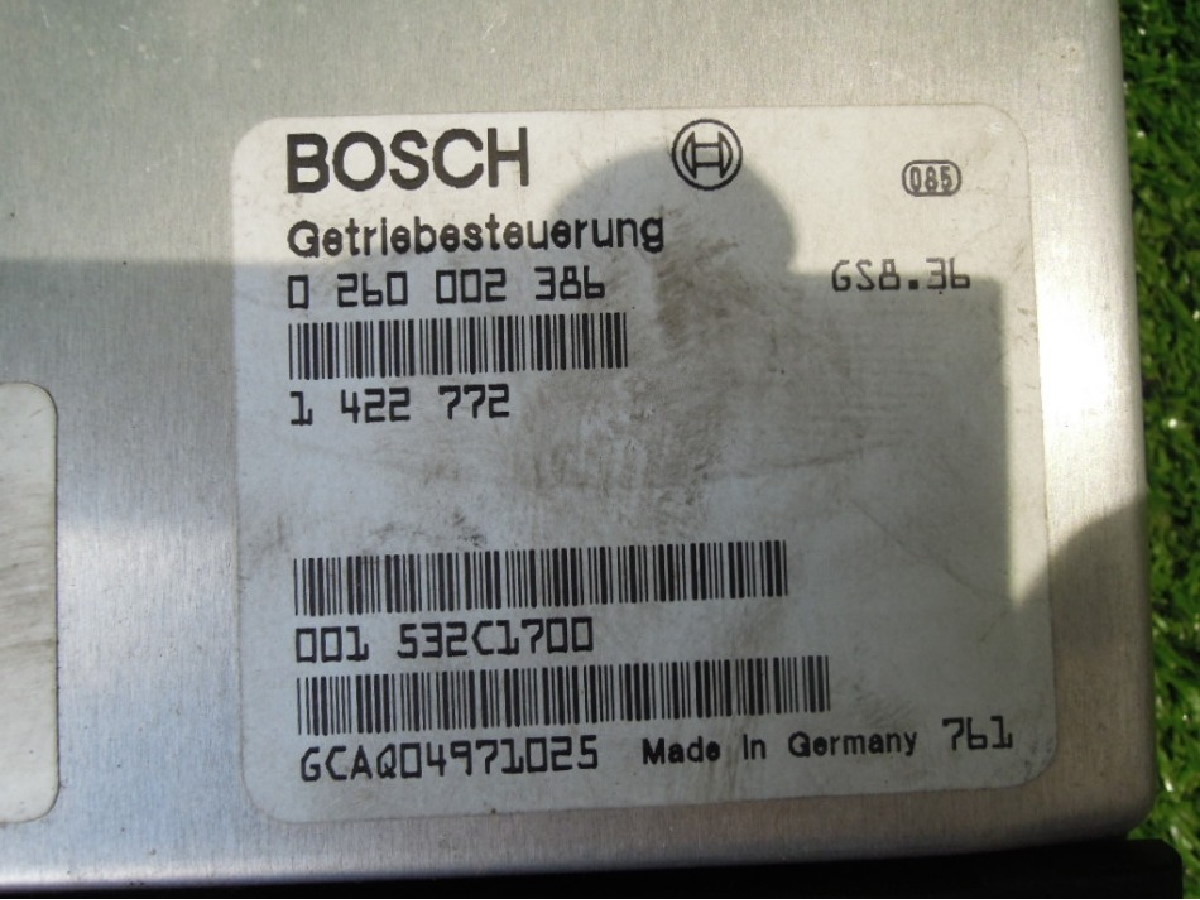 BOSCH
085
Getriebesteuerung
0 260 002 386
GS8.36
1 422 772
001 532C1700
GCAQ04971025 Made In Germany 761